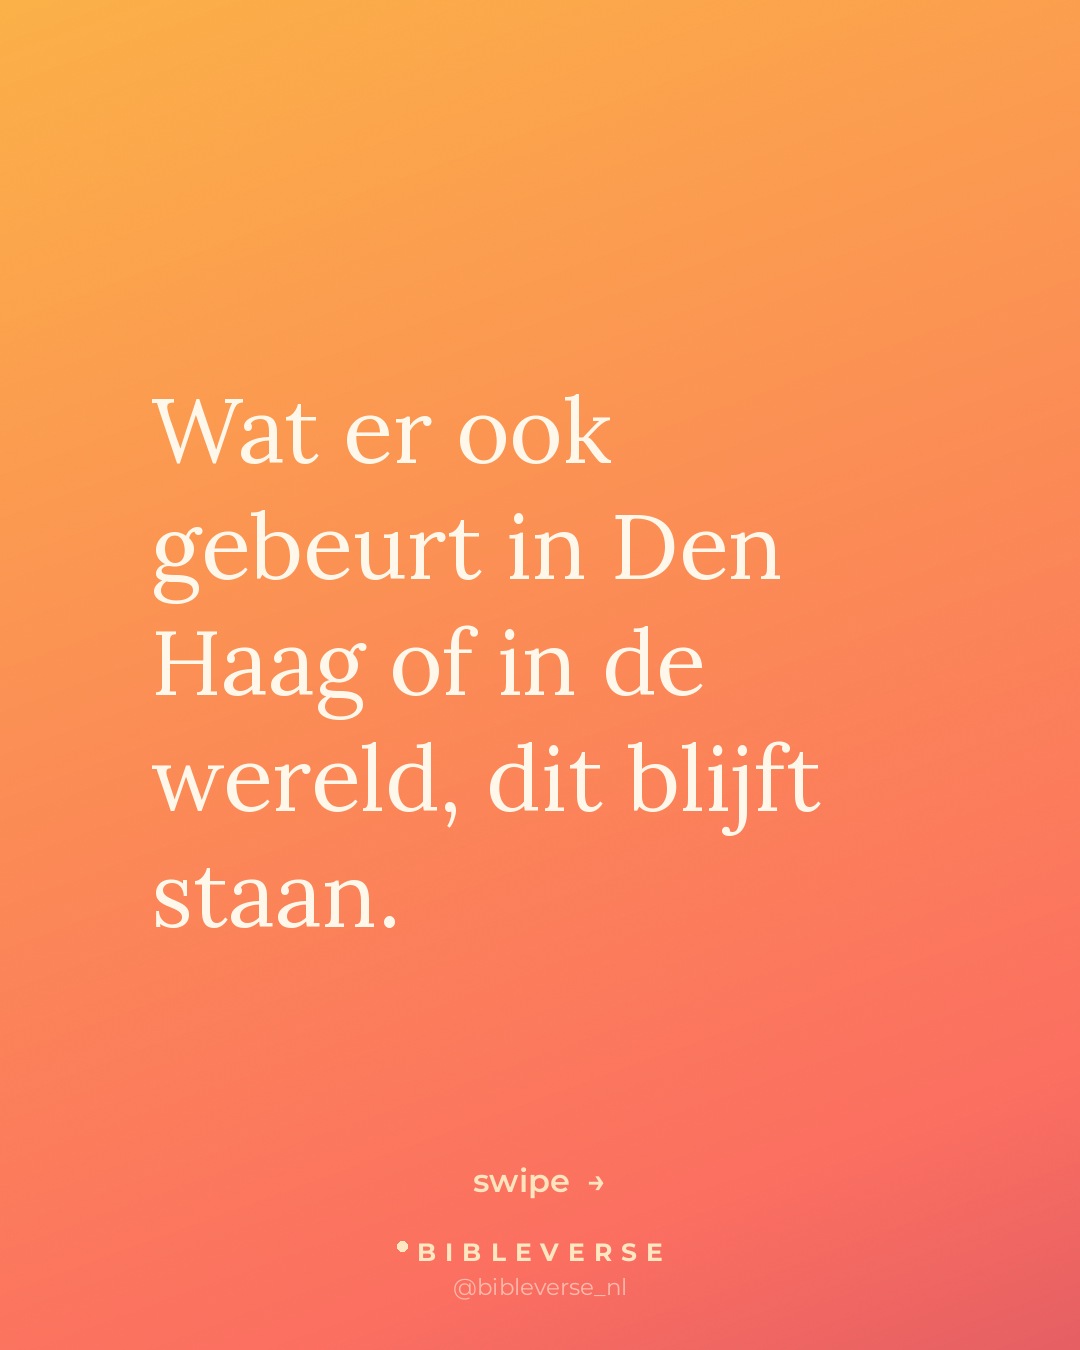 Wat er ook
gebeurt in Den
Haag of in de
wereld, dit blijft
staan.
swipe →
BIBLEVERSE
@bibleverse_nl